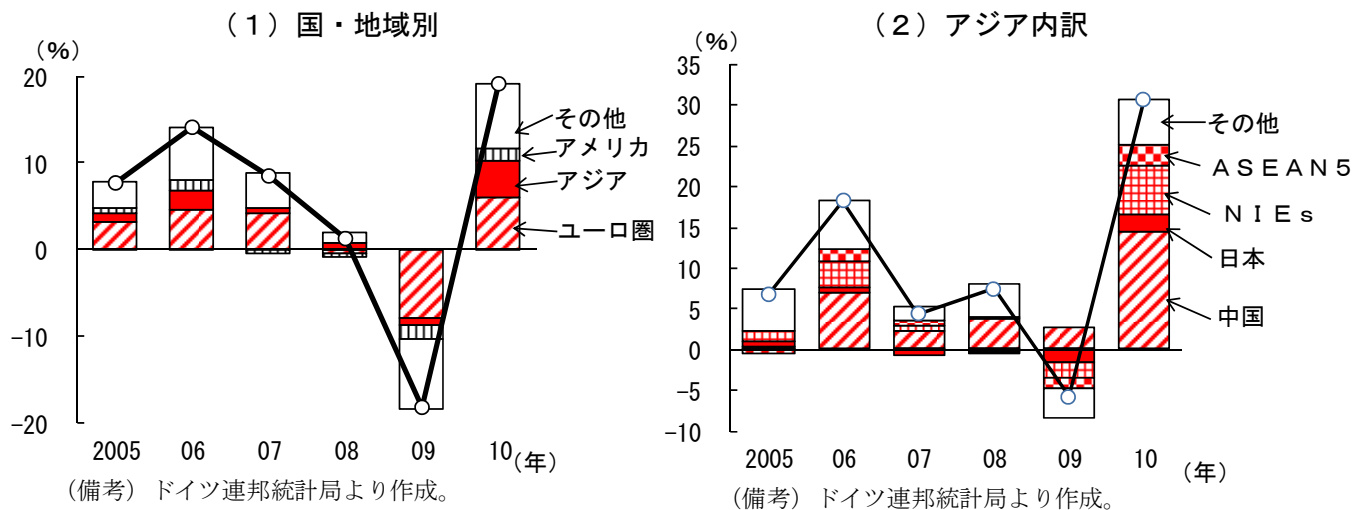 （１）国・地域別
（%）
20
10
0
-10
-20
その他
アメリカ
アジア
ユーロ圏
2005 06 07 08 09 10 (年)
（備考）ドイツ連邦統計局より作成。
（２）アジア内訳
（%）
35
30
25
20
15
10
5
0
-5
-10
その他
ＡＳＥＡＮ５
ＮＩＥｓ
日本
中国
2005 06 07 08 09 10 （年）
（備考）ドイツ連邦統計局より作成。